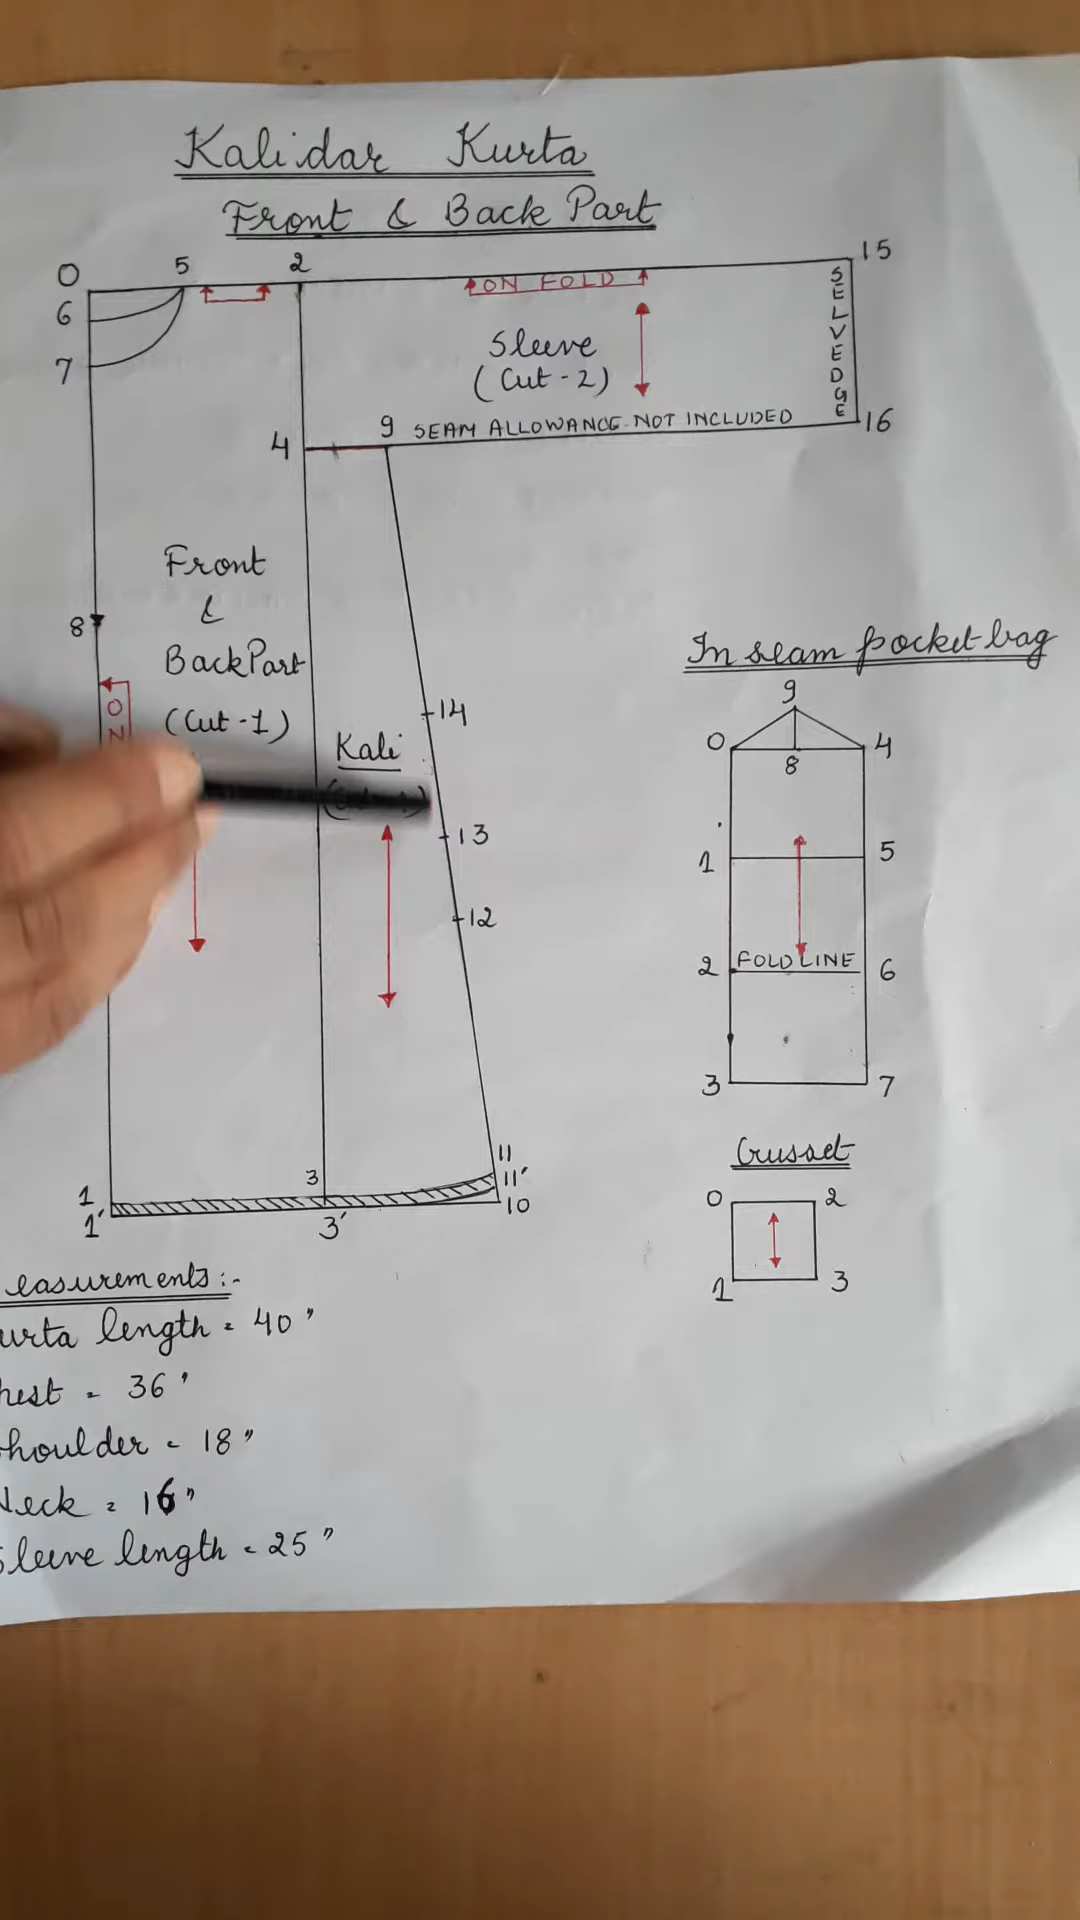 Kalidar Kurta
Front & Back Part
0 5 2 15
6
7
ON FOLD
SELVEDGE
Sleeve
(Cut-2)
4 9 SEAM ALLOWANCE NOT INCLUDED 16
Front
&
Back Part
(Cut-1)
8
ON
14
Kali
13
12
11
11'
10
3
3'
1
1'
In seam pocket bag
9
0 8 4
1 5
2 FOLD LINE 6
3 7
Gusset
0 2
1 3
easurements:-
urta length = 40"
hest = 36"
houlder = 18"
Neck = 16"
Sleeve length = 25"